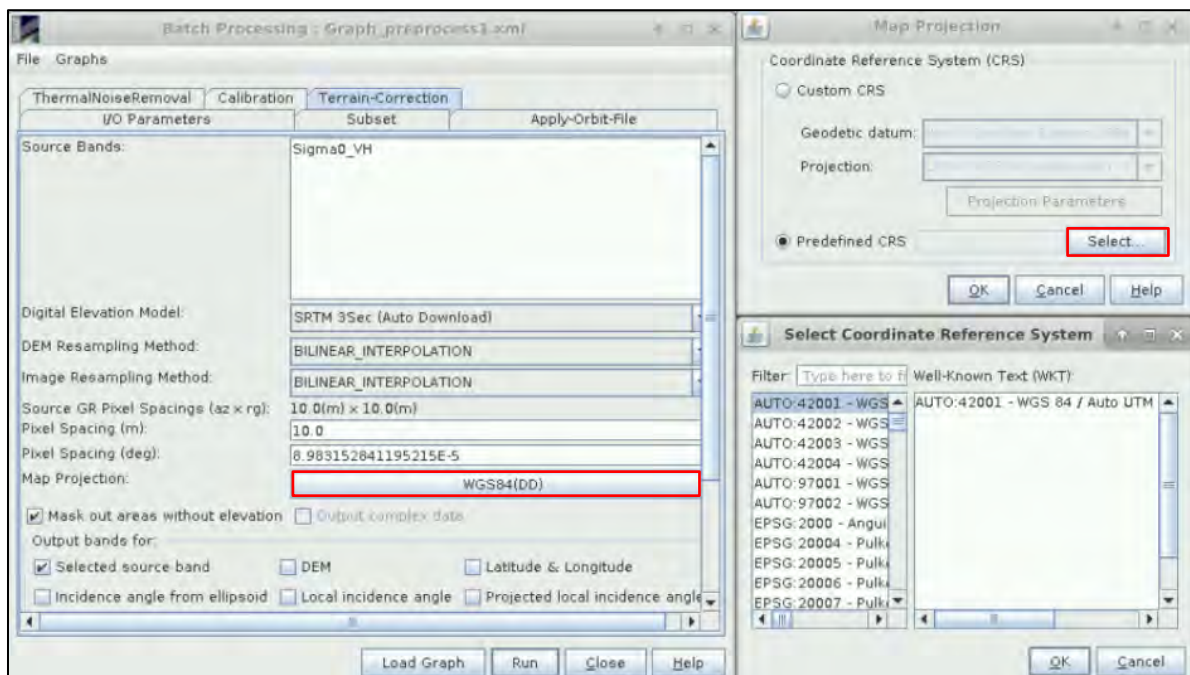 Batch Processing : Graph_preprocess1.xml
File Graphs
ThermalNoiseRemoval Calibration Terrain-Correction
I/O Parameters Subset Apply-Orbit-File
Source Bands: Sigma0_VH
Digital Elevation Model: SRTM 3Sec (Auto Download)
DEM Resampling Method: BILINEAR_INTERPOLATION
Image Resampling Method: BILINEAR_INTERPOLATION
Source GR Pixel Spacings (az x rg): 10.0(m) x 10.0(m)
Pixel Spacing (m): 10.0
Pixel Spacing (deg): 8.983152841195215E-5
Map Projection: WGS84(DD)
Mask out areas without elevation Output complex data
Output bands for:
Selected source band DEM Latitude & Longitude
Incidence angle from ellipsoid Local incidence angle Projected local incidence angle
Load Graph Run Close Help
Map Projection
Coordinate Reference System (CRS)
Custom CRS
Geodetic datum:
Projection:
Projection Parameters
Predefined CRS Select...
OK Cancel Help
Select Coordinate Reference System
Filter: Type here to fi Well-Known Text (WKT):
AUTO:42001 - WGS AUTO:42001 - WGS 84 / Auto UTM
AUTO:42002 - WGS
AUTO:42003 - WGS
AUTO:42004 - WGS
AUTO:97001 - WGS
AUTO:97002 - WGS
EPSG:2000 - Angui
EPSG:20004 - Pulk
EPSG:20005 - Pulk
EPSG:20006 - Pulk
EPSG:20007 - Pulk
OK Cancel